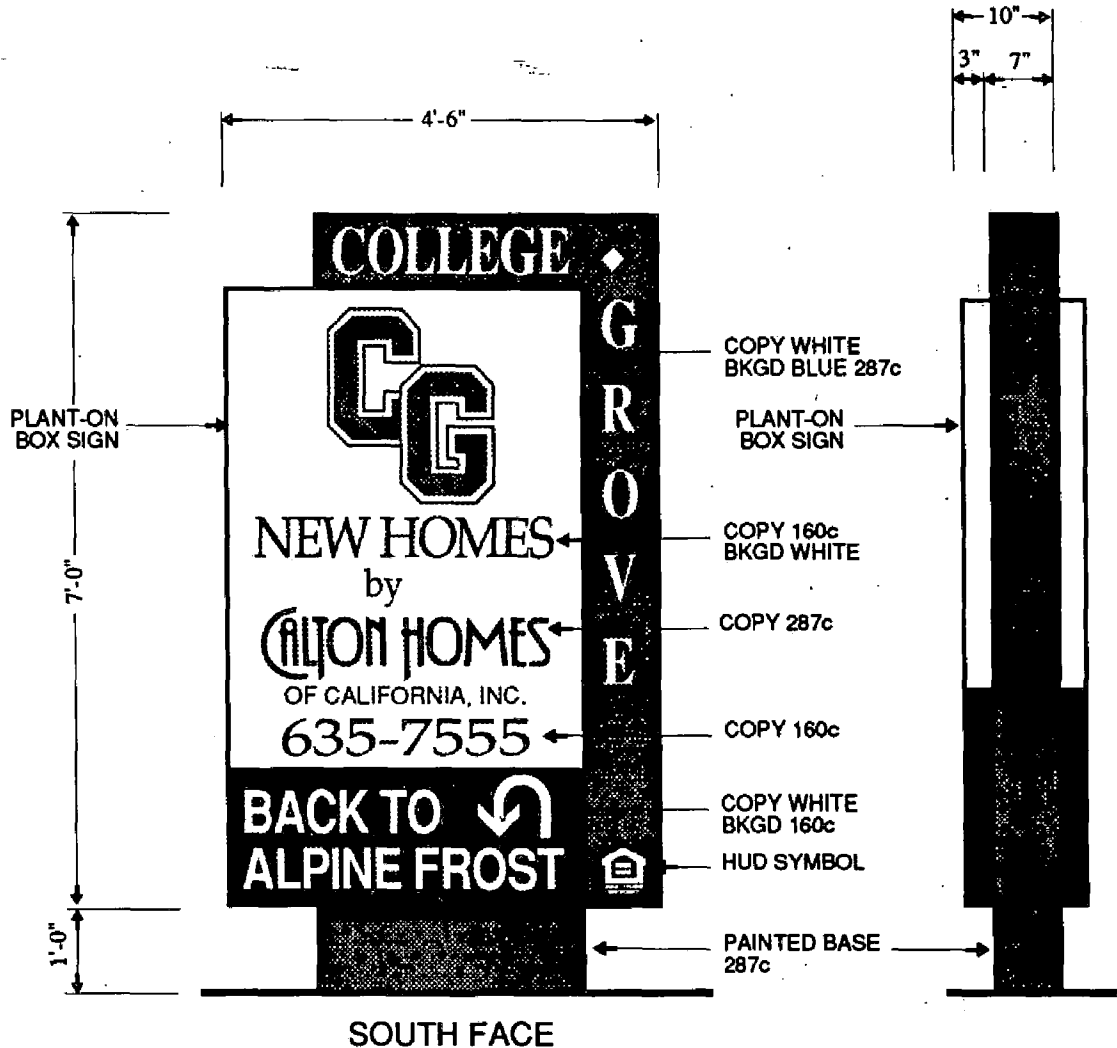 10"
3" 7"
4'-6"
COLLEGE
GROVE
CG
COPY WHITE
BKGD BLUE 287c
PLANT-ON
BOX SIGN
PLANT-ON
BOX SIGN
NEW HOMES
COPY 160c
BKGD WHITE
by
7'-0"
CALTON HOMES
COPY 287c
OF CALIFORNIA, INC.
635-7555
COPY 160c
BACK TO
ALPINE FROST
COPY WHITE
BKGD 160c
HUD SYMBOL
1'-0"
PAINTED BASE
287c
SOUTH FACE